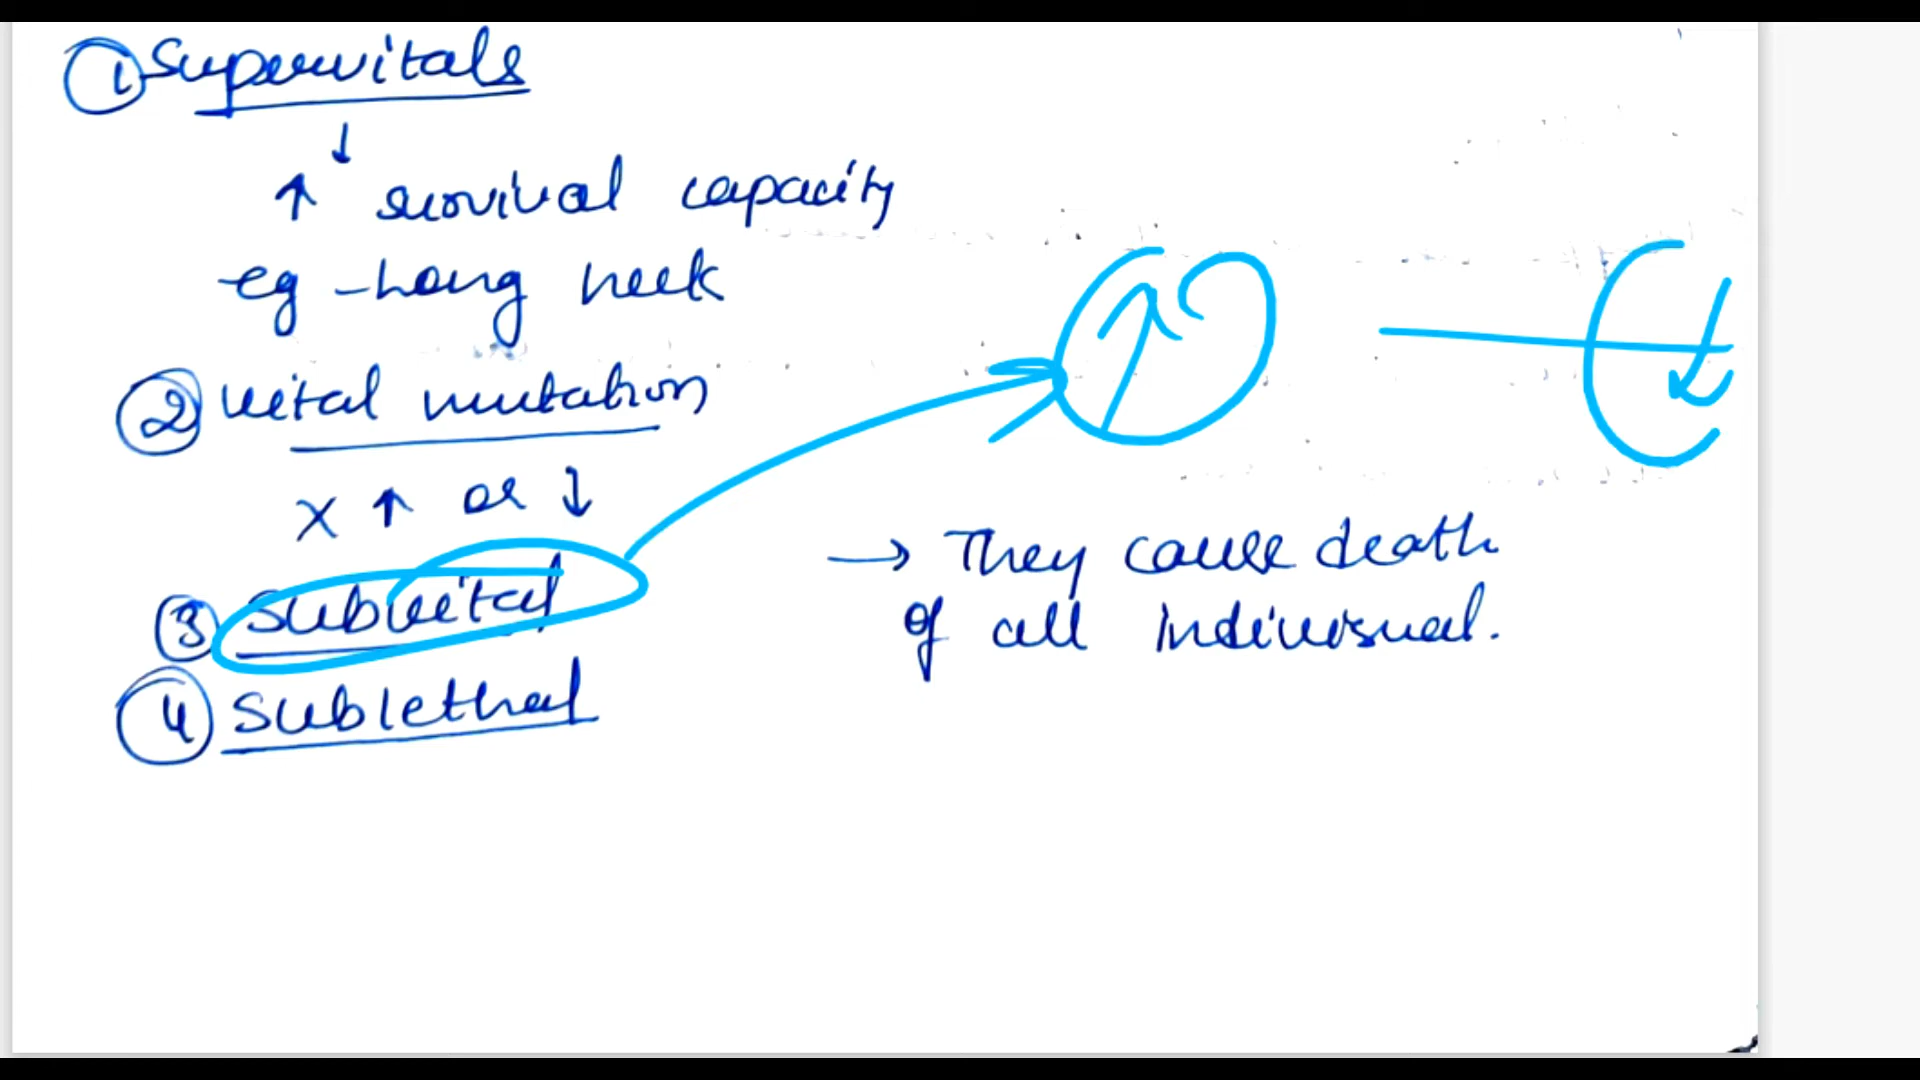 ① Supervitals
↓
↑ survival capacity
eg - Long neck
② vital mutation
X ↑ or ↓
③ subvital
④ sublethal
→ They cause death
of all indivisual.